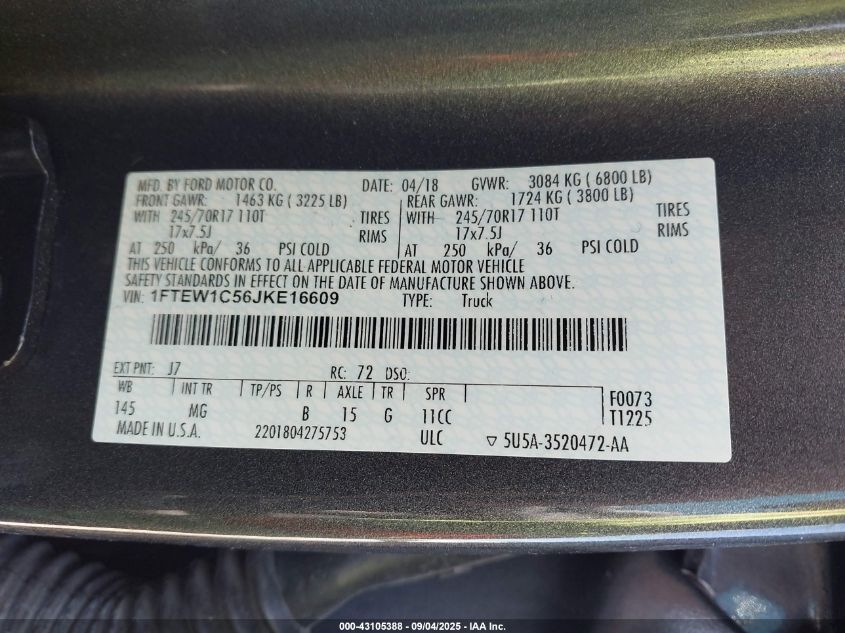 MFD. BY FORD MOTOR CO. DATE: 04/18 GVWR: 3084 KG ( 6800 LB)
FRONT GAWR: 1463 KG ( 3225 LB) REAR GAWR: 1724 KG ( 3800 LB)
WITH 245/70R17 110T TIRES WITH 245/70R17 110T TIRES
17x7.5J RIMS 17x7.5J RIMS
AT 250 kPa/ 36 PSI COLD AT 250 kPa/ 36 PSI COLD
THIS VEHICLE CONFORMS TO ALL APPLICABLE FEDERAL MOTOR VEHICLE
SAFETY STANDARDS IN EFFECT ON THE DATE OF MANUFACTURE SHOWN ABOVE.
VIN: 1FTEW1C56JKE16609 TYPE: Truck
EXT PNT: J7 RC: 72 DSO:
WB INT TR TP/PS R AXLE TR SPR F0073
145 MG B 15 G 11CC T1225
MADE IN U.S.A. 2201804275753 ULC ▽ 5U5A-3520472-AA
000-43105388 - 09/04/2025 - IAA Inc.